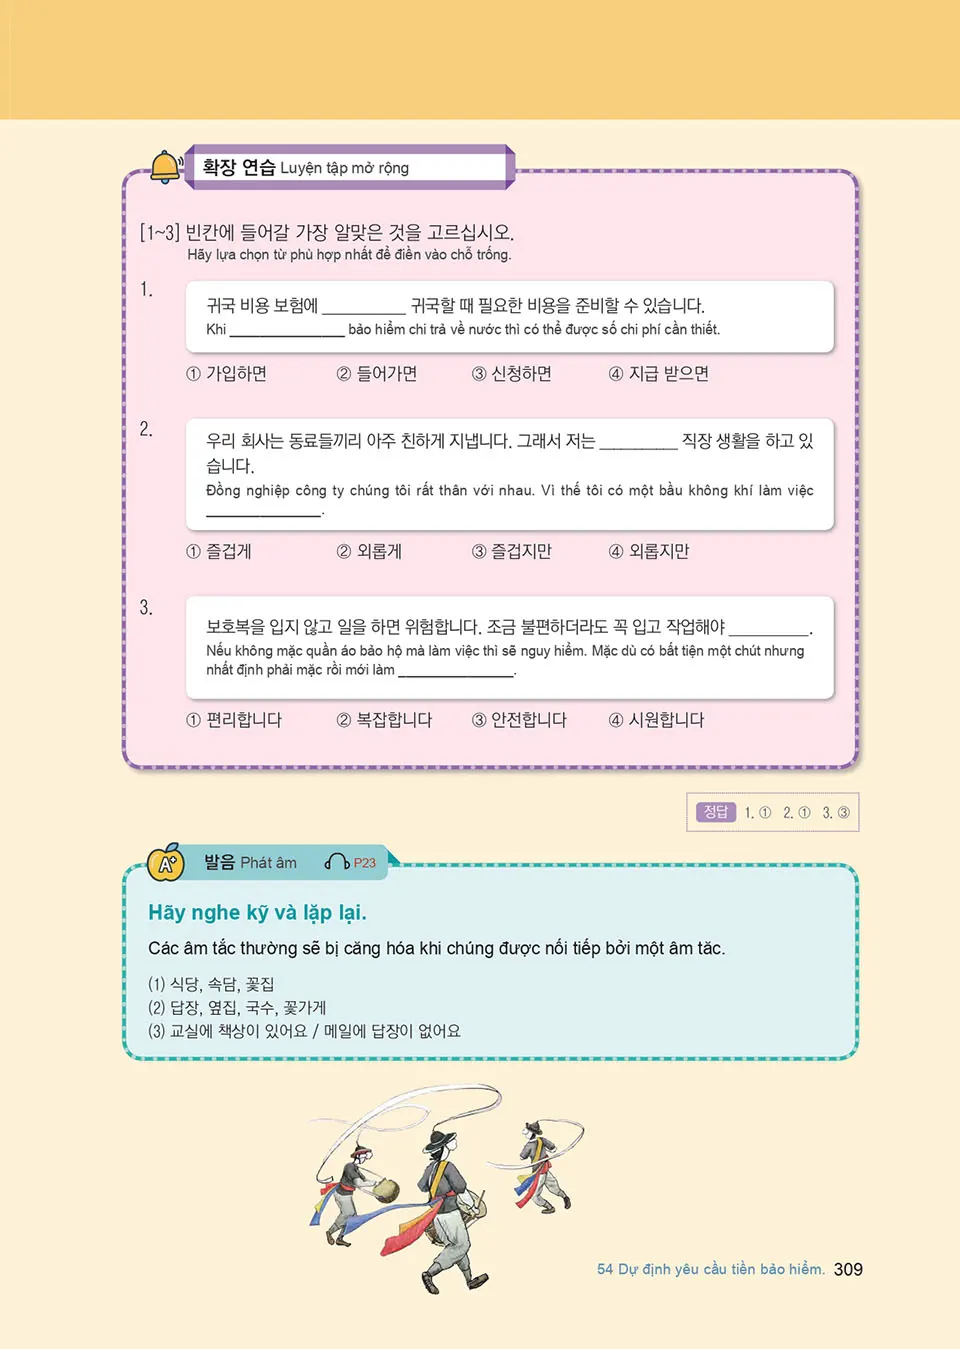 확장 연습 Luyện tập mở rộng
[1~3] 빈칸에 들어갈 가장 알맞은 것을 고르십시오.
Hãy lựa chọn từ phù hợp nhất để điền vào chỗ trống.
1.
귀국 비용 보험에 __________ 귀국할 때 필요한 비용을 준비할 수 있습니다.
Khi ______________ bảo hiểm chi trả về nước thì có thể được số chi phí cần thiết.
① 가입하면 ② 들어가면 ③ 신청하면 ④ 지급 받으면
2.
우리 회사는 동료들끼리 아주 친하게 지냅니다. 그래서 저는 _________ 직장 생활을 하고 있
습니다.
Đồng nghiệp công ty chúng tôi rất thân với nhau. Vì thế tôi có một bầu không khí làm việc
______________.
① 즐겁게 ② 외롭게 ③ 즐겁지만 ④ 외롭지만
3.
보호복을 입지 않고 일을 하면 위험합니다. 조금 불편하더라도 꼭 입고 작업해야 _________.
Nếu không mặc quần áo bảo hộ mà làm việc thì sẽ nguy hiểm. Mặc dù có bất tiện một chút nhưng
nhất định phải mặc rồi mới làm ______________.
① 편리합니다 ② 복잡합니다 ③ 안전합니다 ④ 시원합니다
정답 1. ① 2. ① 3. ③
A+ 발음 Phát âm P23
Hãy nghe kỹ và lặp lại.
Các âm tắc thường sẽ bị căng hóa khi chúng được nối tiếp bởi một âm tăc.
(1) 식당, 속담, 꽃집
(2) 답장, 옆집, 국수, 꽃가게
(3) 교실에 책상이 있어요 / 메일에 답장이 없어요
54 Dự định yêu cầu tiền bảo hiểm. 309